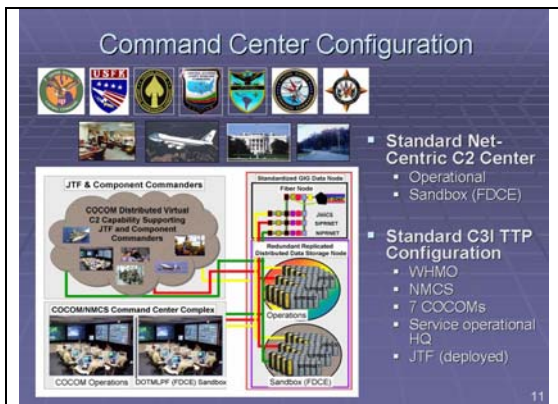 Command Center Configuration
USFK
JTF & Component Commanders
COCOM Distributed Virtual
C2 Capability Supporting
JTF and Component
Commanders
COCOM/NMCS Command Center Complex
COCOM Operations
DOTMLPF (FDCE) Sandbox
Standardized GIG Data Node
Fiber Node
JWICS
SIPRNET
NIPRNET
Redundant Replicated
Distributed Data Storage Node
Operations
Sandbox (FDCE)
▪ Standard Net-
Centric C2 Center
▪ Operational
▪ Sandbox (FDCE)
▪ Standard C3I TTP
Configuration
▪ WHMO
▪ NMCS
▪ 7 COCOMs
▪ Service operational
HQ
▪ JTF (deployed)
11